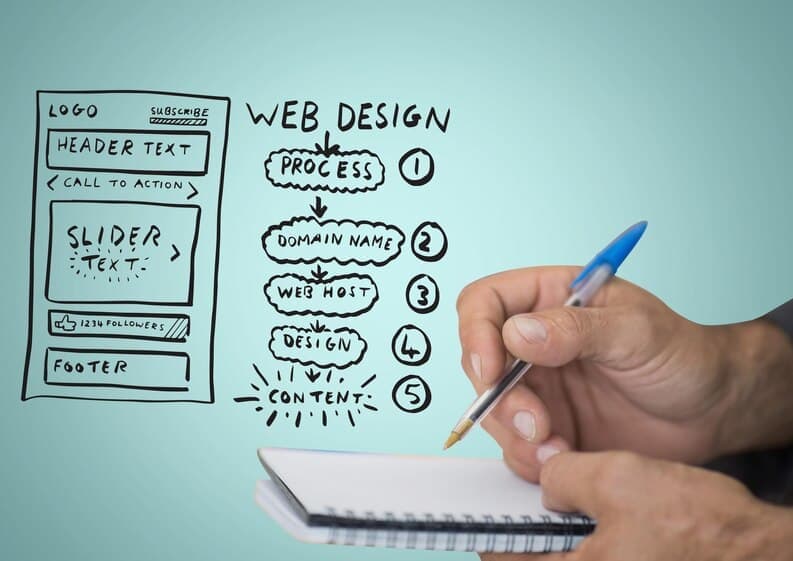 LOGO
SUBSCRIBE
HEADER TEXT
CALL TO ACTION
SLIDER
TEXT
1234 FOLLOWERS
FOOTER
WEB DESIGN
PROCESS 1
DOMAIN NAME 2
WEB HOST 3
DESIGN 4
CONTENT 5